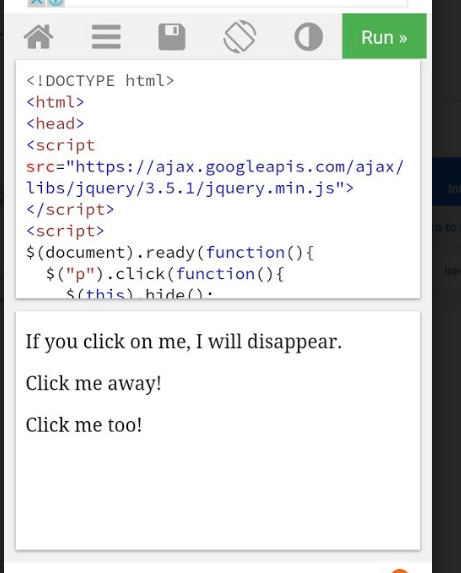 Run »
<!DOCTYPE html>
<html>
<head>
<script
src="https://ajax.googleapis.com/ajax/
libs/jquery/3.5.1/jquery.min.js">
</script>
<script>
$(document).ready(function(){
$("p").click(function(){
$(this).hide();
If you click on me, I will disappear.
Click me away!
Click me too!